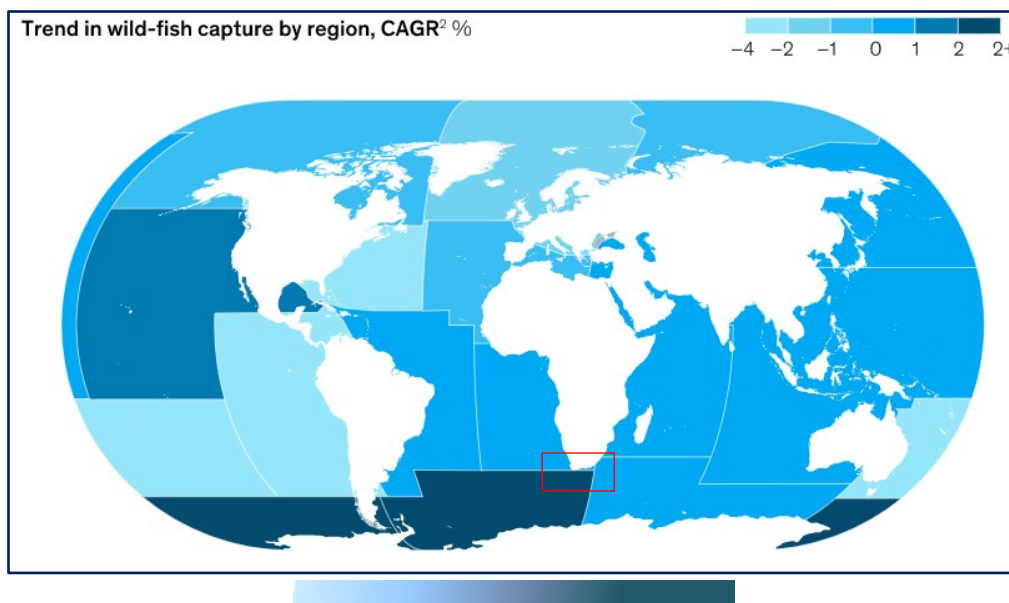 Trend in wild-fish capture by region, CAGR² %
–4 –2 –1 0 1 2 2+